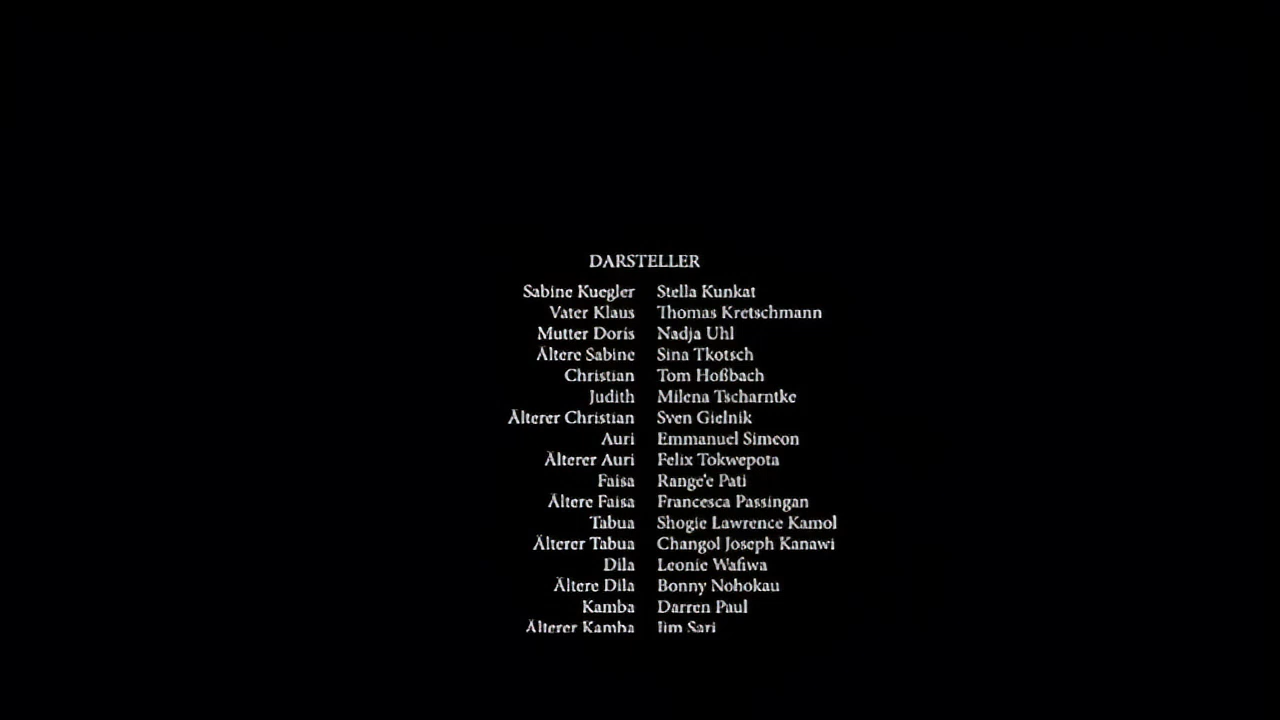 DARSTELLER
Sabine Kuegler Stella Kunkat
Vater Klaus Thomas Kretschmann
Mutter Doris Nadja Uhl
Ältere Sabine Sina Tkotsch
Christian Tom Hoßbach
Judith Milena Tscharntke
Älterer Christian Sven Gielnik
Auri Emmanuel Simeon
Älterer Auri Felix Tokwepota
Faisa Range'e Pati
Ältere Faisa Francesca Passingan
Tabua Shogie Lawrence Kamol
Älterer Tabua Changol Joseph Kanawi
Dila Leonie Wafiwa
Ältere Dila Bonny Nohokau
Kamba Darren Paul
Älterer Kamba Jim Sari